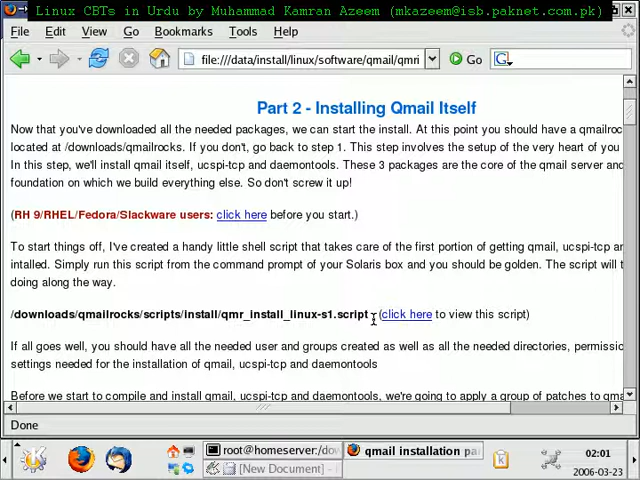 Linux CBTs in Urdu by Muhammad Kamran Azeem (mkazeem@isb.paknet.com.pk)
File Edit View Go Bookmarks Tools Help
file:///data/install/linux/software/qmail/qmri Go G
Part 2 - Installing Qmail Itself
Now that you've downloaded all the needed packages, we can start the install. At this point you should have a qmailroc
located at /downloads/qmailrocks. If you don't, go back to step 1. This step involves the setup of the very heart of you
In this step, we'll install qmail itself, ucspi-tcp and daemontools. These 3 packages are the core of the qmail server and
foundation on which we build everything else. So don't screw it up!
(RH 9/RHEL/Fedora/Slackware users: click here before you start.)
To start things off, I've created a handy little shell script that takes care of the first portion of getting qmail, ucspi-tcp an
intalled. Simply run this script from the command prompt of your Solaris box and you should be golden. The script will t
doing along the way.
/downloads/qmailrocks/scripts/install/qmr_install_linux-s1.script (click here to view this script)
If all goes well, you should have all the needed user and groups created as well as all the needed directories, permissio
settings needed for the installation of qmail, ucspi-tcp and daemontools
Before we start to compile and install qmail, ucspi-tcp and daemontools, we're going to apply a group of patches to qma
Done
root@homeserver:/dow qmail installation pa 02:01
[New Document] - 2006-03-23